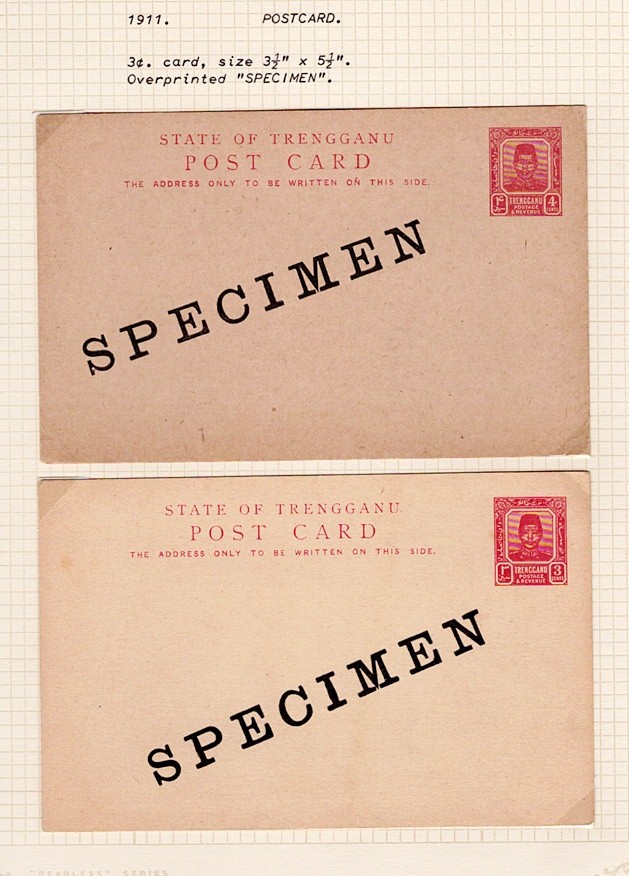 1911. POSTCARD.
3¢. card, size 3½" x 5½".
Overprinted "SPECIMEN".
STATE OF TRENGGANU
POST CARD
THE ADDRESS ONLY TO BE WRITTEN ON THIS SIDE.
TRENGGANU
POSTAGE
& REVENUE
4
CENTS
SPECIMEN
STATE OF TRENGGANU.
POST CARD
THE ADDRESS ONLY TO BE WRITTEN ON THIS SIDE.
TRENGGANU
POSTAGE
& REVENUE
3
CENTS
SPECIMEN
"PEERLESS" SERIES